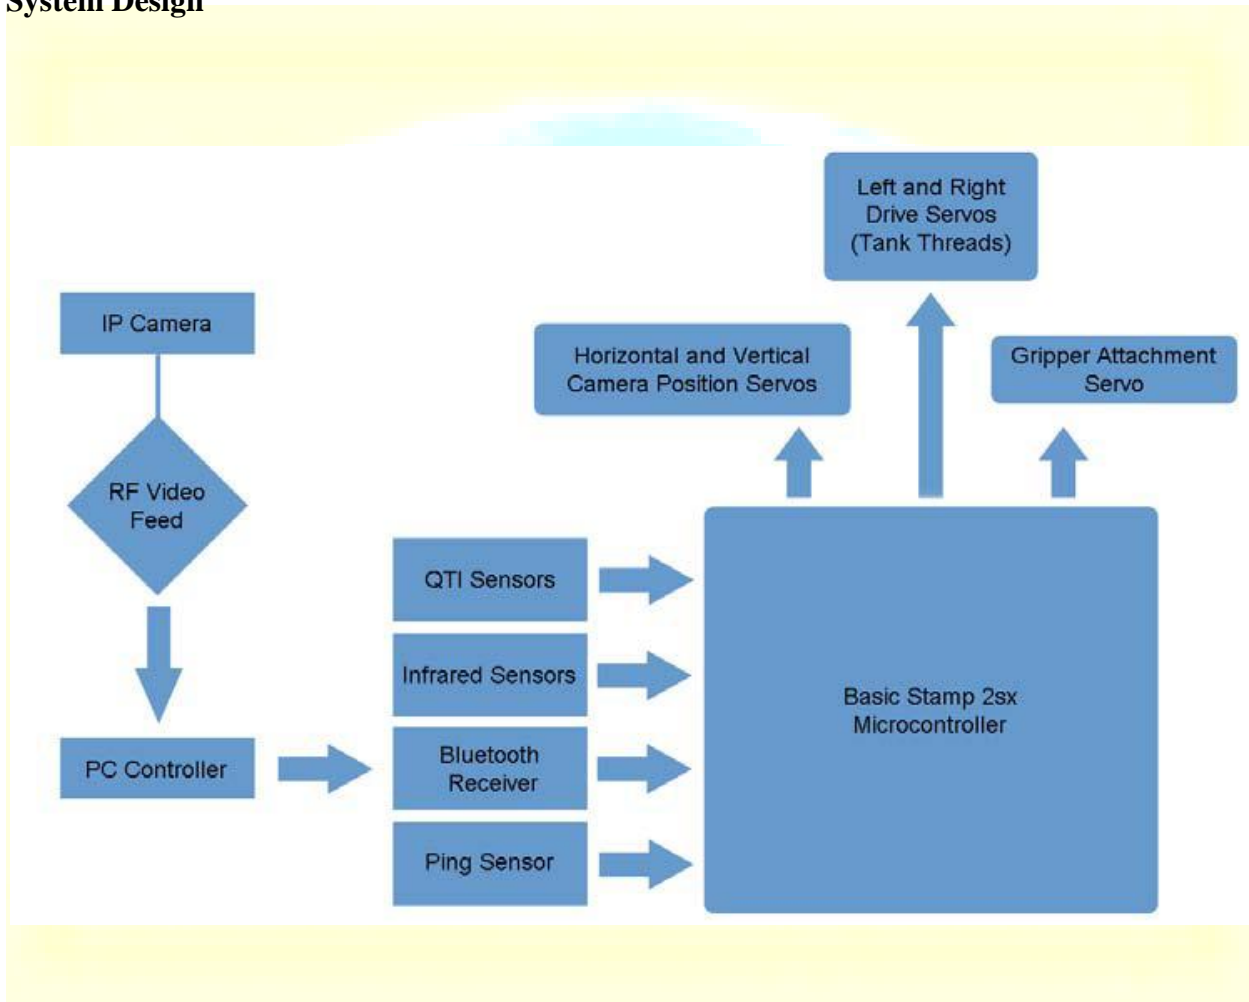 System Design
Left and Right
Drive Servos
(Tank Threads)
IP Camera
Horizontal and Vertical
Camera Position Servos
Gripper Attachment
Servo
RF Video
Feed
QTI Sensors
Infrared Sensors
Basic Stamp 2sx
Microcontroller
PC Controller
Bluetooth
Receiver
Ping Sensor